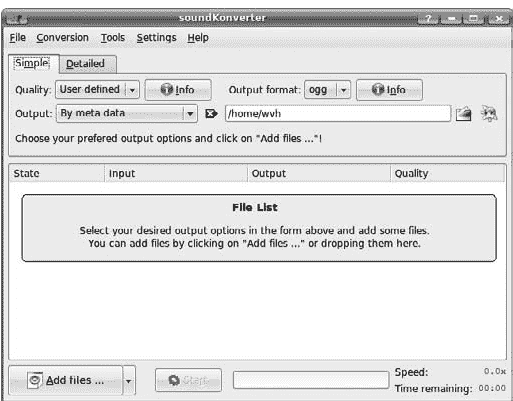 soundKonverter
File Conversion Tools Settings Help
Simple Detailed
Quality: User defined Info Output format: ogg Info
Output: By meta data /home/wvh
Choose your prefered output options and click on "Add files ..."!
State Input Output Quality
File List
Select your desired output options in the form above and add some files.
You can add files by clicking on "Add files ..." or dropping them here.
Add files ... Start Speed: 0.0x
Time remaining: 00:00